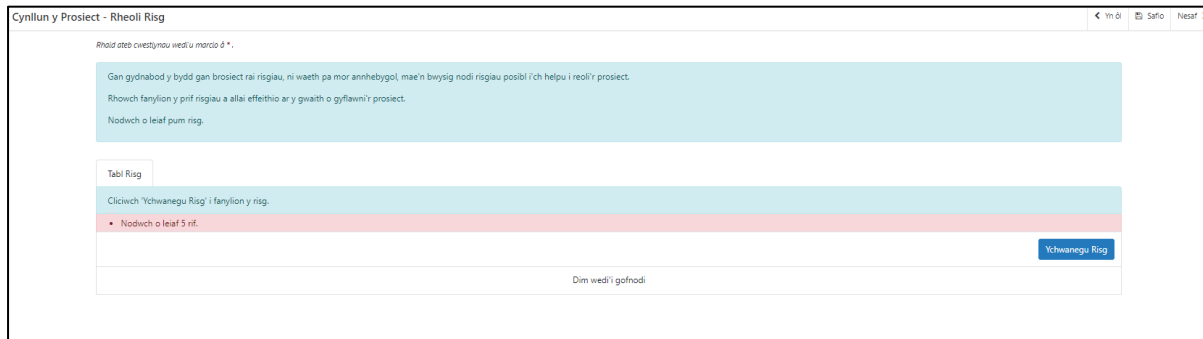 Cynllun y Prosiect - Rheoli Risg
Yn ôl Safio Nesaf
Rhaid ateb cwestiynau wedi'u marcio â * .
Gan gydnabod y bydd gan brosiect rai risgiau, ni waeth pa mor annhebygol, mae'n bwysig nodi risgiau posibl i'ch helpu i reoli'r prosiect.
Rhowch fanylion y prif risgiau a allai effeithio ar y gwaith o gyflawni'r prosiect.
Nodwch o leiaf pum risg.
Tabl Risg
Cliciwch 'Ychwanegu Risg' i fanylion y risg.
• Nodwch o leiaf 5 rif.
Ychwanegu Risg
Dim wedi'i gofnodi